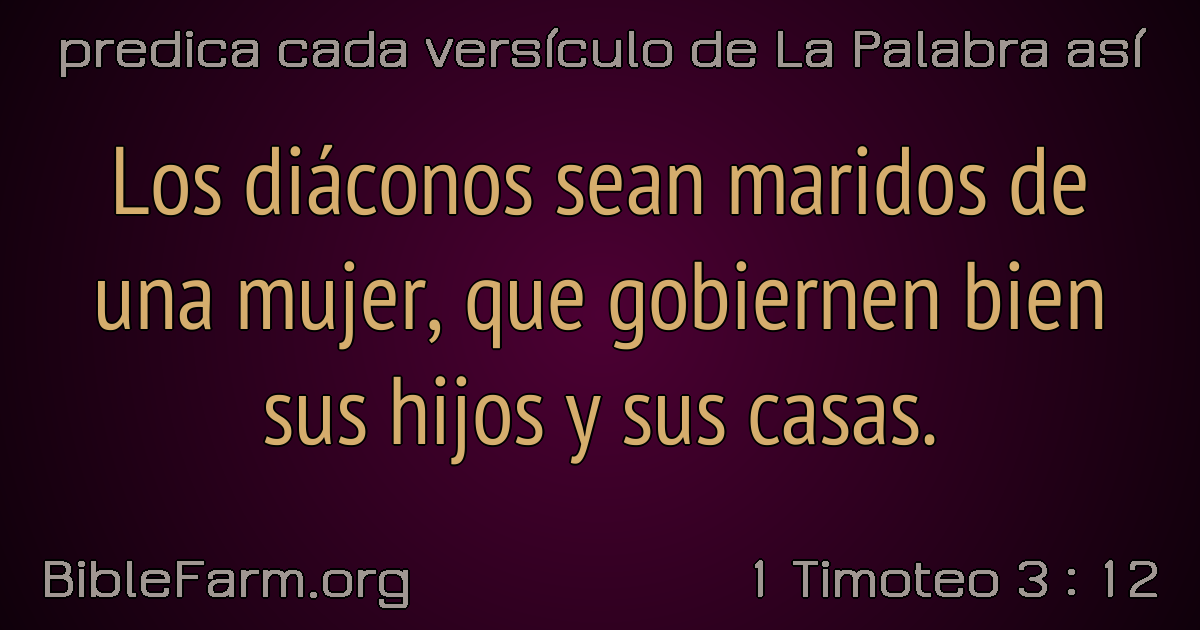 predica cada versículo de La Palabra así
Los diáconos sean maridos de
una mujer, que gobiernen bien
sus hijos y sus casas.
BibleFarm.org
1 Timoteo 3 : 12